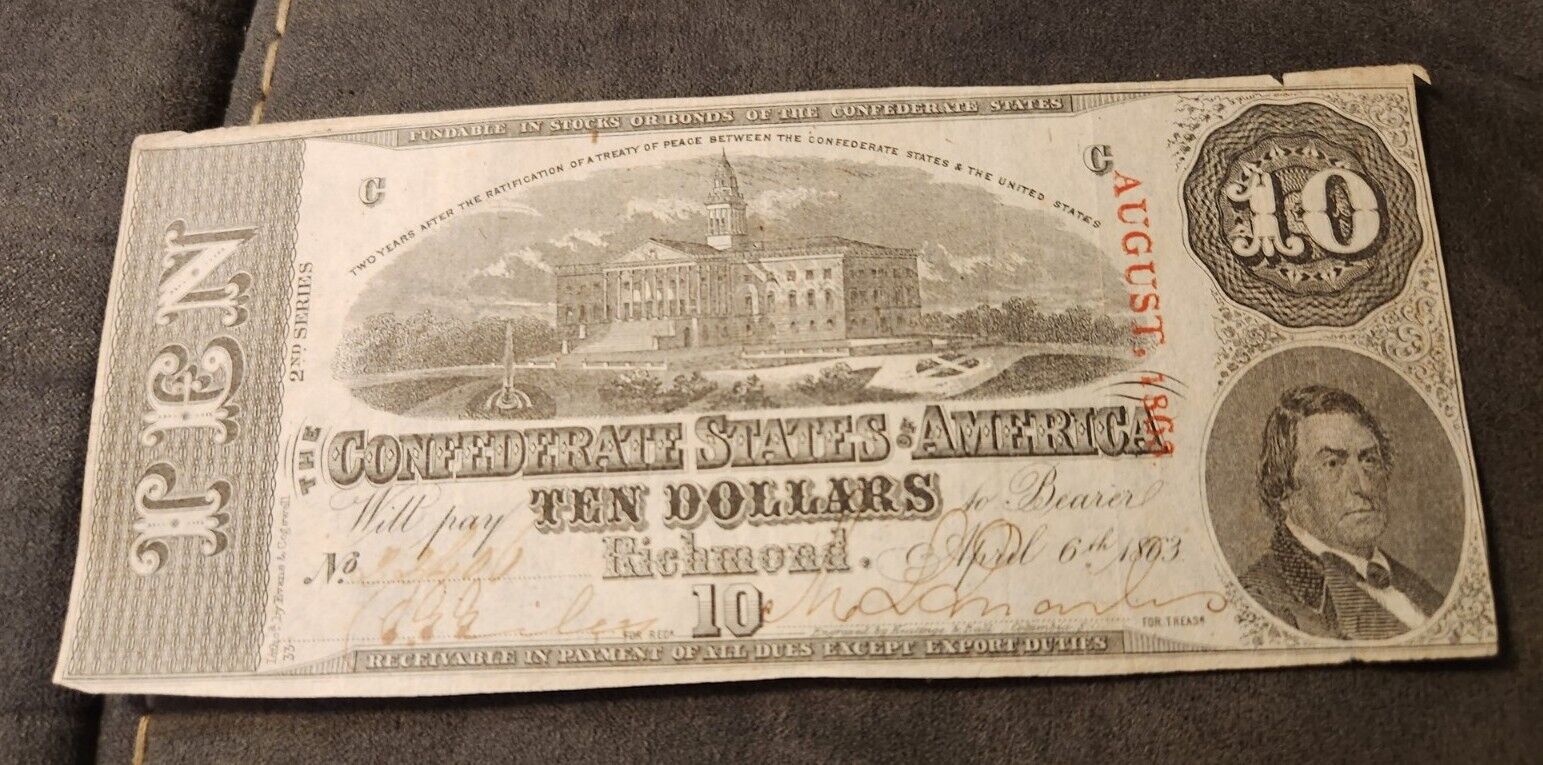 FUNDABLE IN STOCKS OR BONDS OF THE CONFEDERATE STATES
TWO YEARS AFTER THE RATIFICATION OF A TREATY OF PEACE BETWEEN THE CONFEDERATE STATES & THE UNITED STATES
C
C
10
TEN
2ND SERIES
AUGUST, 1863.
THE CONFEDERATE STATES OF AMERICA
Will pay TEN DOLLARS to Bearer
No
Richmond. April 6th 1863
10
FOR REGR
FOR TREASR
Evans & Cogswell
RECEIVABLE IN PAYMENT OF ALL DUES EXCEPT EXPORT DUTIES